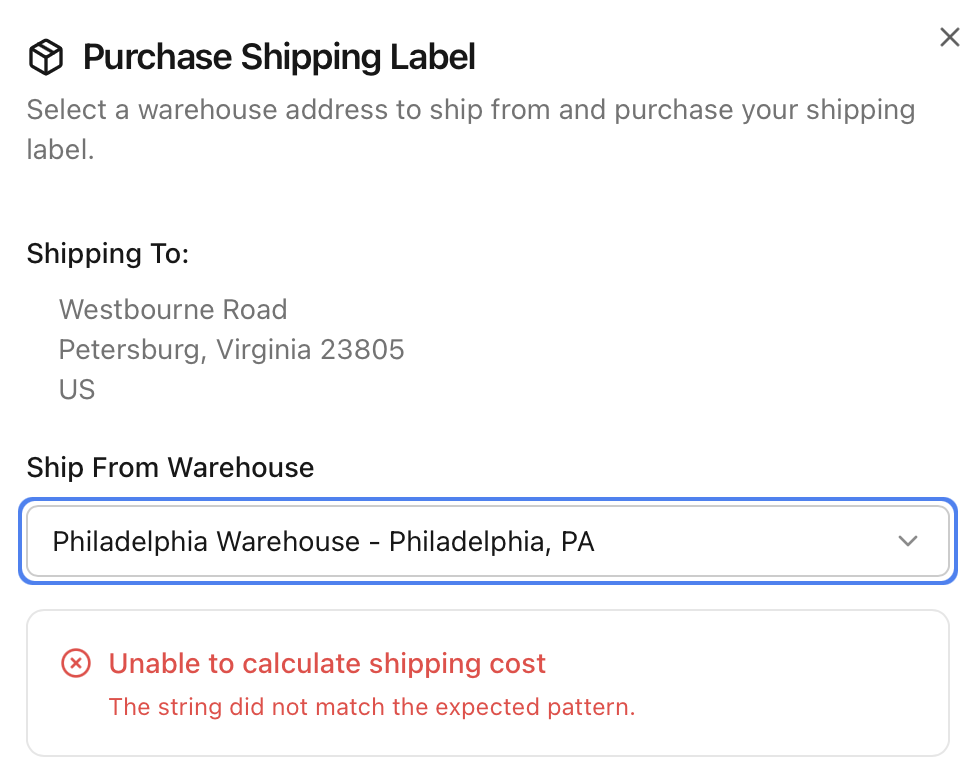 Purchase Shipping Label
Select a warehouse address to ship from and purchase your shipping
label.
Shipping To:
Westbourne Road
Petersburg, Virginia 23805
US
Ship From Warehouse
Philadelphia Warehouse - Philadelphia, PA
Unable to calculate shipping cost
The string did not match the expected pattern.